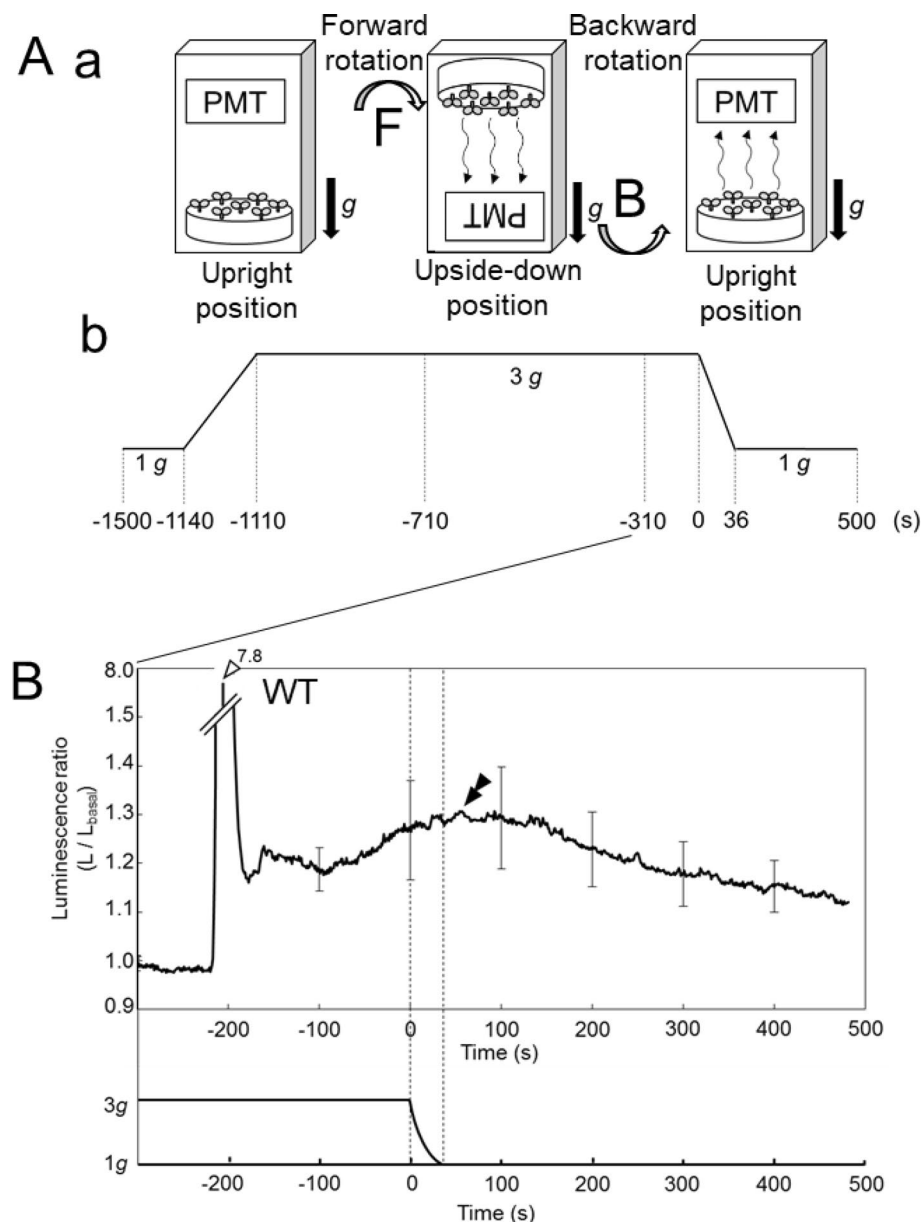 A a
Forward rotation
Backward rotation
PMT
F
PMT
B
PMT
g
g
g
Upright position
Upside-down position
Upright position
b
1 g
3 g
1 g
-1500 -1140 -1110 -710 -310 0 36 500 (s)
B
7.8
WT
Luminescence ratio
(L / Lbasal)
8.0
1.5
1.4
1.3
1.2
1.1
1.0
0.9
-200 -100 0 100 200 300 400 500
Time (s)
3g
1g
-200 -100 0 100 200 300 400 500
Time (s)